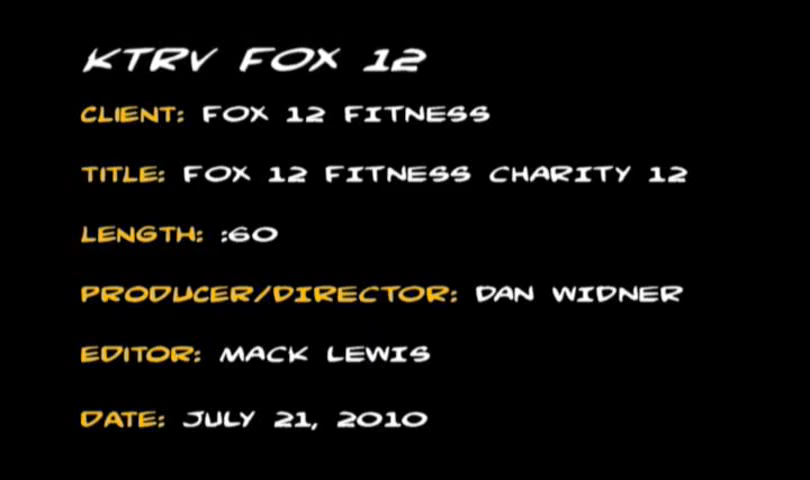 KTRV FOX 12
CLIENT: FOX 12 FITNESS
TITLE: FOX 12 FITNESS CHARITY 12
LENGTH: :60
PRODUCER/DIRECTOR: DAN WIDNER
EDITOR: MACK LEWIS
DATE: JULY 21, 2010